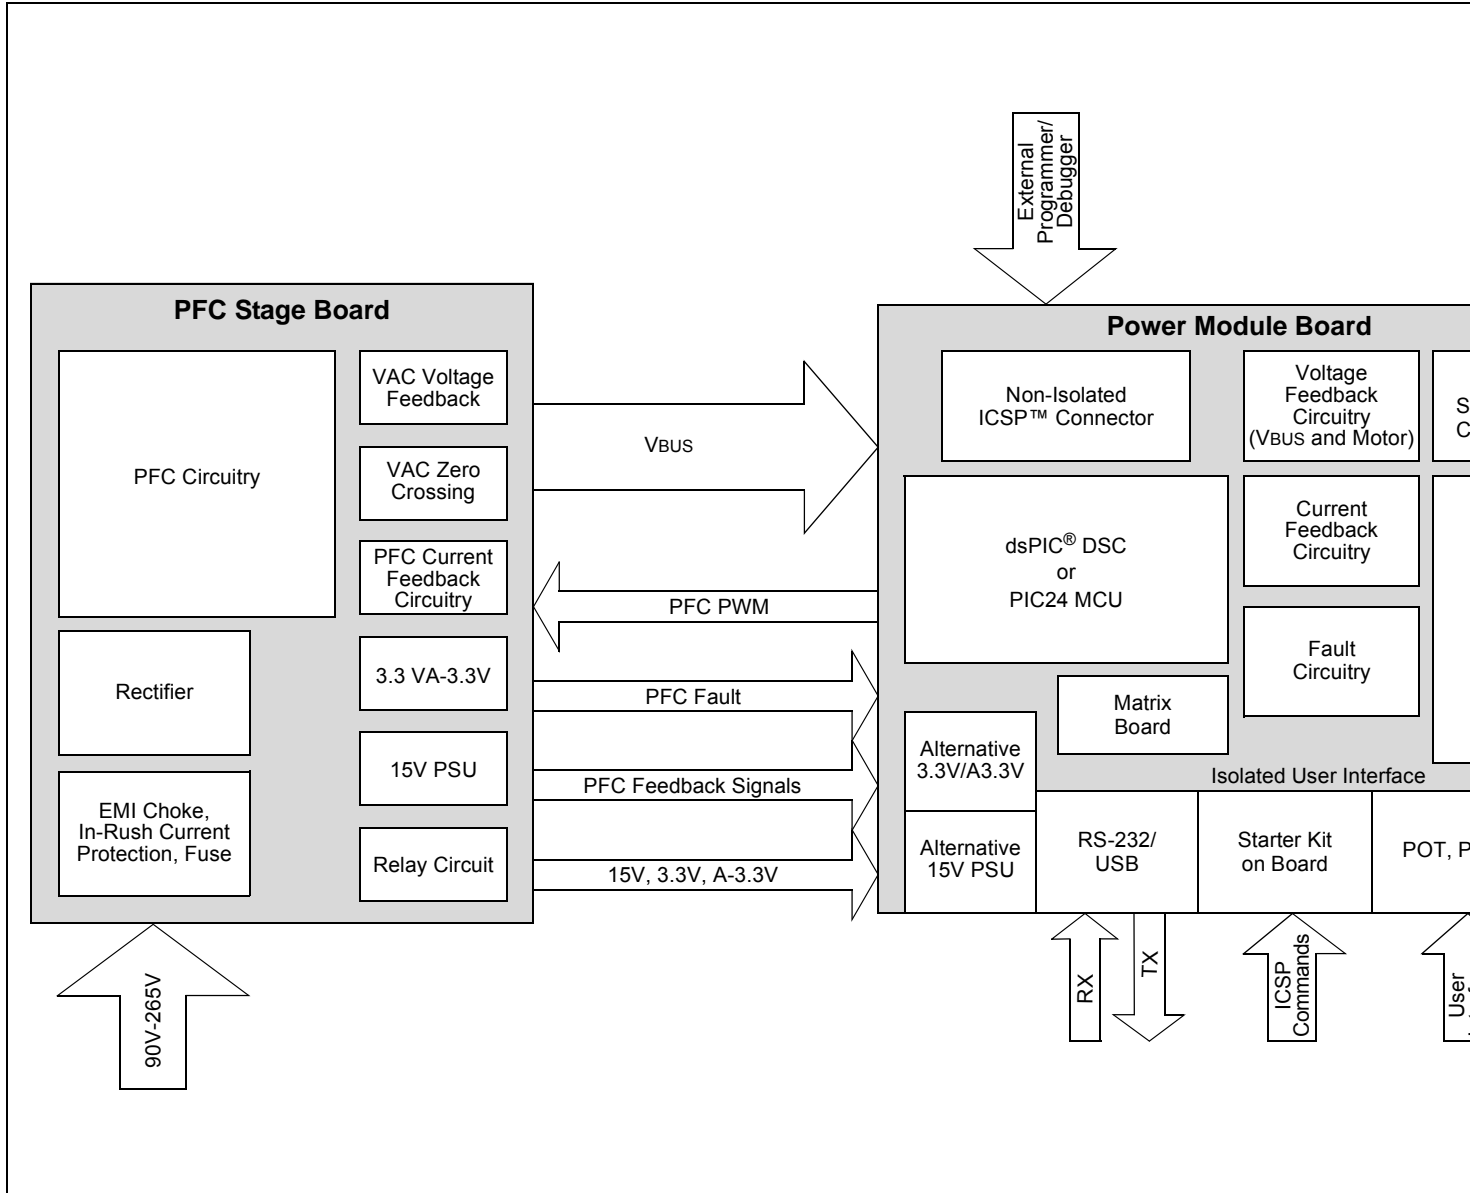 External
Programmer/
Debugger
PFC Stage Board
PFC Circuitry
VAC Voltage
Feedback
VAC Zero
Crossing
PFC Current
Feedback
Circuitry
Rectifier
3.3 VA-3.3V
15V PSU
EMI Choke,
In-Rush Current
Protection, Fuse
Relay Circuit
90V-265V
VBUS
PFC PWM
PFC Fault
PFC Feedback Signals
15V, 3.3V, A-3.3V
Power Module Board
Non-Isolated
ICSP™ Connector
Voltage
Feedback
Circuitry
(VBUS and Motor)
S
C
dsPIC® DSC
or
PIC24 MCU
Current
Feedback
Circuitry
Fault
Circuitry
Matrix
Board
Alternative
3.3V/A3.3V
Isolated User Interface
Alternative
15V PSU
RS-232/
USB
Starter Kit
on Board
POT, P
RX
TX
ICSP
Commands
User